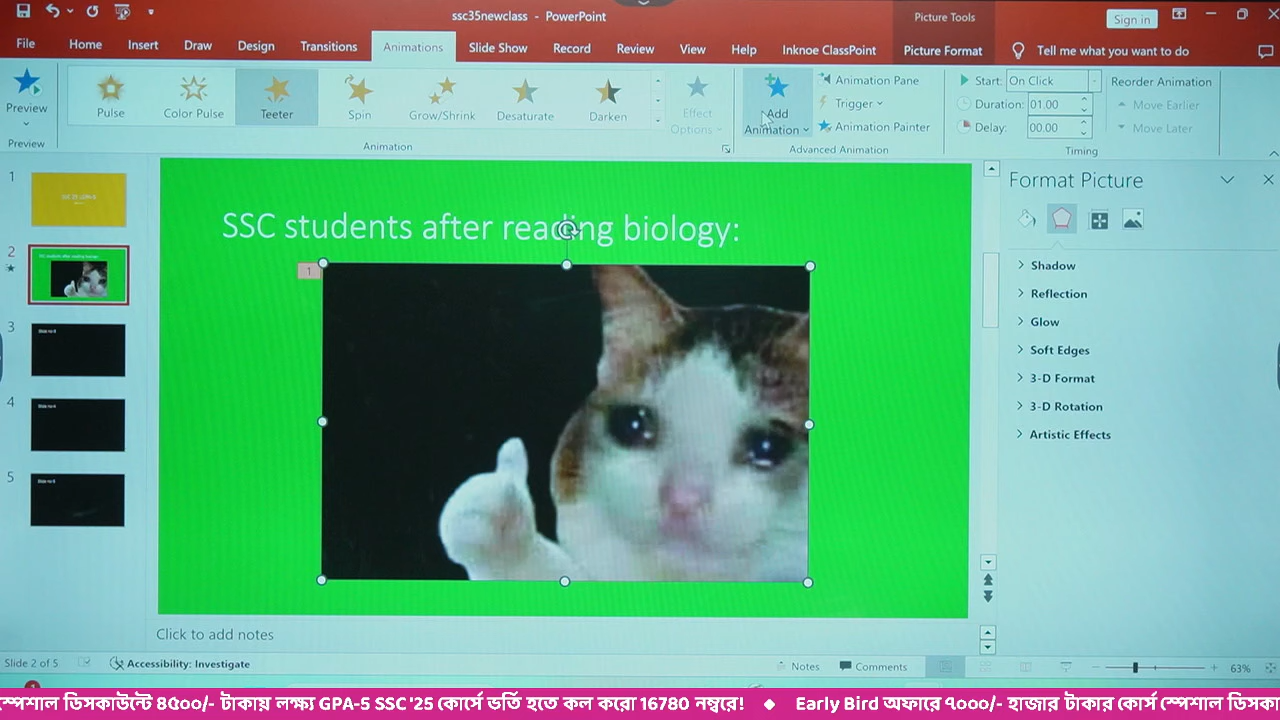 ssc35newclass - PowerPoint
Picture Tools
Sign in
File
Home
Insert
Draw
Design
Transitions
Animations
Slide Show
Record
Review
View
Help
Inknoe ClassPoint
Picture Format
Tell me what you want to do
Preview
Pulse
Color Pulse
Teeter
Spin
Grow/Shrink
Desaturate
Darken
Effect
Options
Add
Animation
Animation Pane
Trigger
Animation Painter
Start: On Click
Duration: 01.00
Delay: 00.00
Reorder Animation
Move Earlier
Move Later
Preview
Animation
Advanced Animation
Timing
1
2
3
4
5
SSC students after reading biology:
1
Format Picture
Shadow
Reflection
Glow
Soft Edges
3-D Format
3-D Rotation
Artistic Effects
Click to add notes
Slide 2 of 5
Accessibility: Investigate
Notes
Comments
63%
স্পেশাল ডিসকাউন্টে ৪৫০০/- টাকায় লক্ষ্য GPA-5 SSC '25 কোর্সে ভর্তি হতে কল করো 16780 নম্বরে! ◆ Early Bird অফারে ৭০০০/- হাজার টাকার কোর্স স্পেশাল ডিসকা